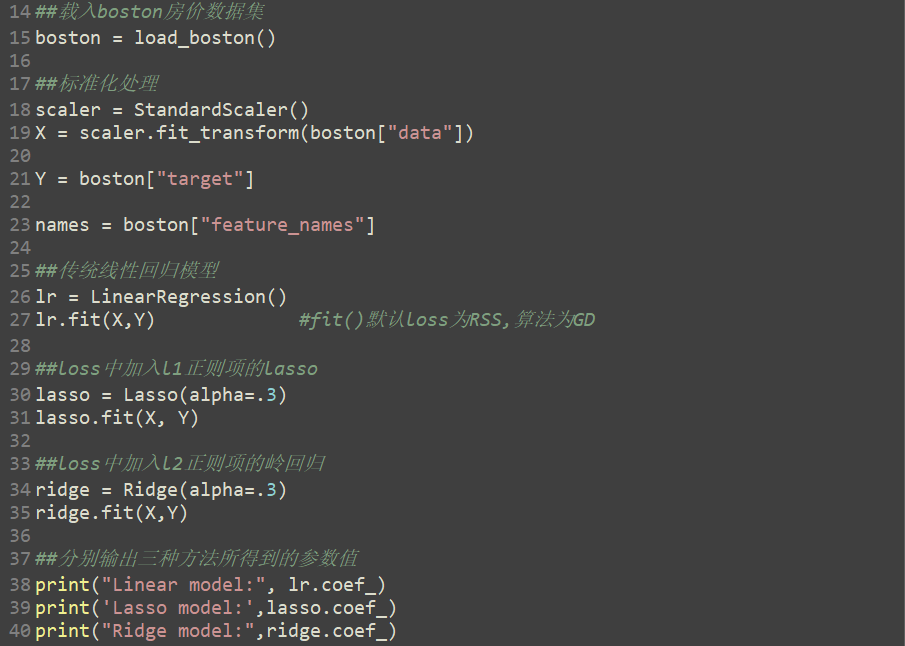 14 ##载入boston房价数据集
15 boston = load_boston()
16
17 ##标准化处理
18 scaler = StandardScaler()
19 X = scaler.fit_transform(boston["data"])
20
21 Y = boston["target"]
22
23 names = boston["feature_names"]
24
25 ##传统线性回归模型
26 lr = LinearRegression()
27 lr.fit(X,Y)             #fit()默认loss为RSS,算法为GD
28
29 ##loss中加入l1正则项的lasso
30 lasso = Lasso(alpha=.3)
31 lasso.fit(X, Y)
32
33 ##loss中加入l2正则项的岭回归
34 ridge = Ridge(alpha=.3)
35 ridge.fit(X,Y)
36
37 ##分别输出三种方法所得到的参数值
38 print("Linear model:", lr.coef_)
39 print('Lasso model:',lasso.coef_)
40 print("Ridge model:",ridge.coef_)